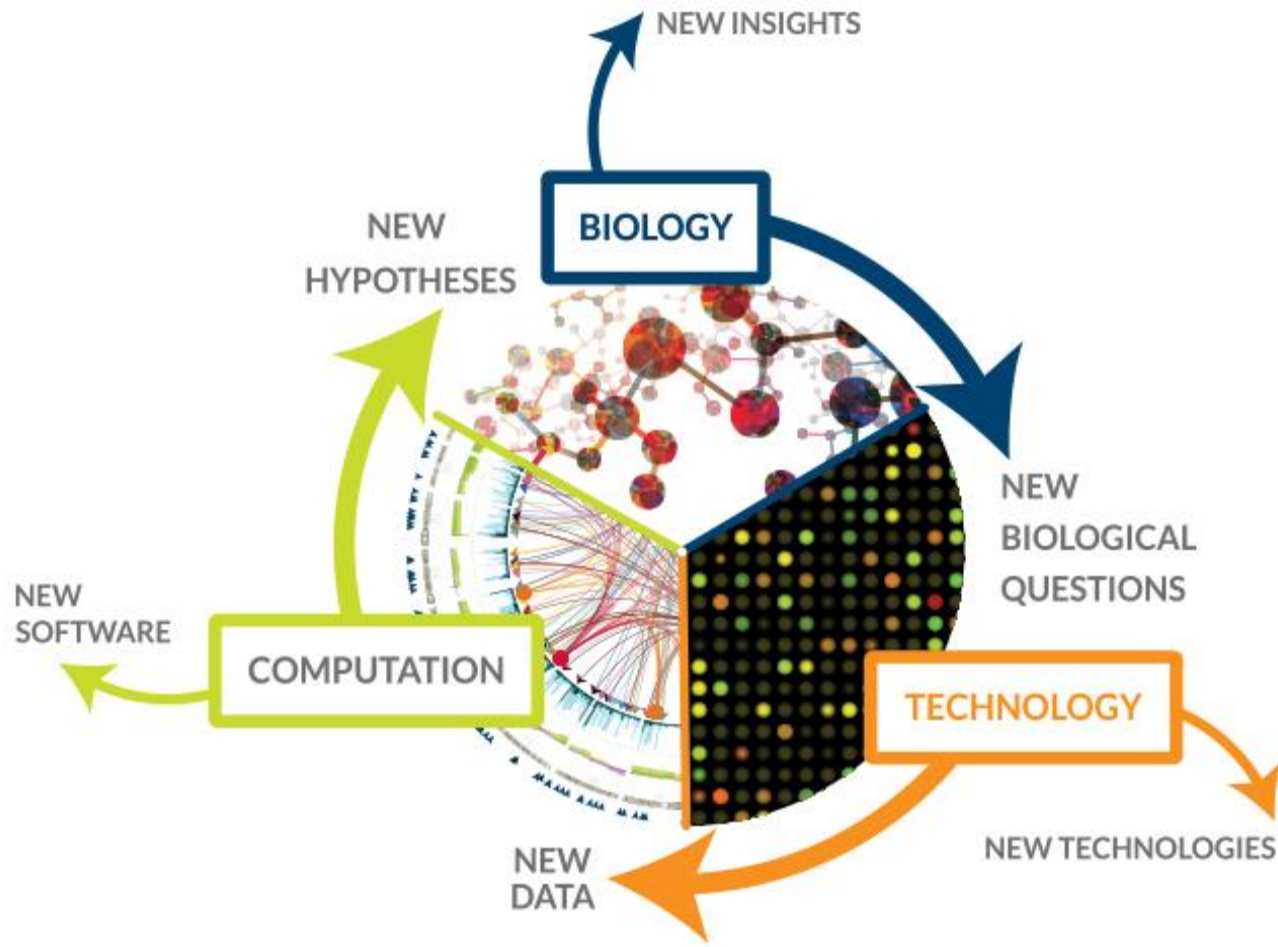 NEW INSIGHTS
BIOLOGY
NEW
HYPOTHESES
NEW
BIOLOGICAL
QUESTIONS
NEW
SOFTWARE
COMPUTATION
TECHNOLOGY
NEW TECHNOLOGIES
NEW
DATA